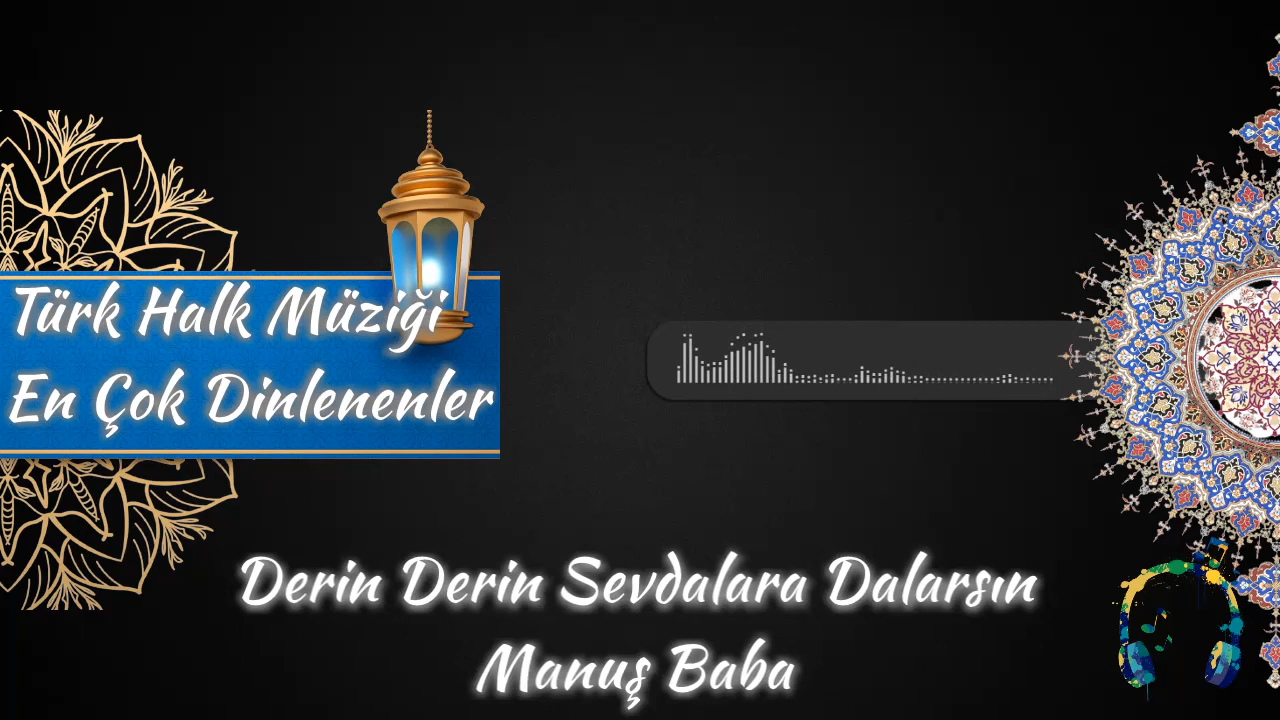 Türk Halk Müziği
En Çok Dinlenenler
Derin Derin Sevdalara Dalarsın
Manuş Baba